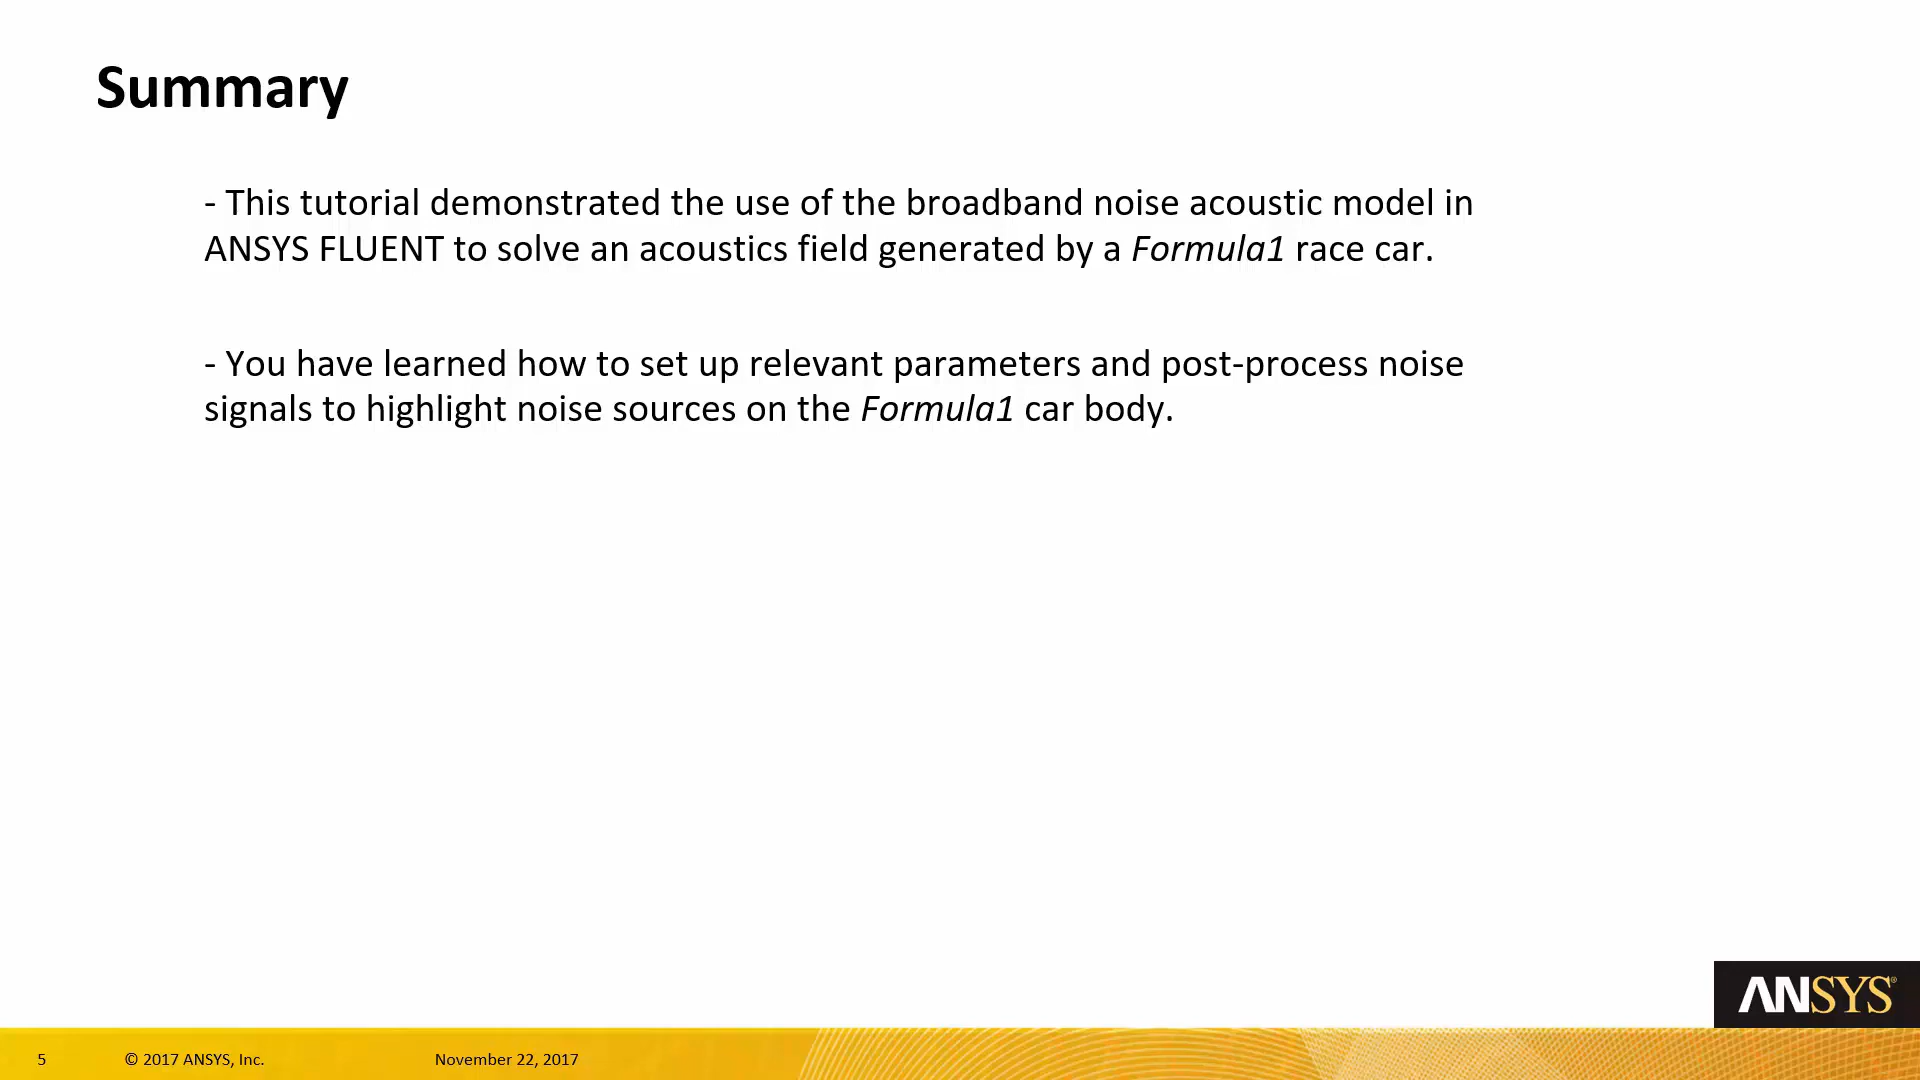 Summary
- This tutorial demonstrated the use of the broadband noise acoustic model in
ANSYS FLUENT to solve an acoustics field generated by a Formula1 race car.
- You have learned how to set up relevant parameters and post-process noise
signals to highlight noise sources on the Formula1 car body.
ANSYS®
5 © 2017 ANSYS, Inc. November 22, 2017